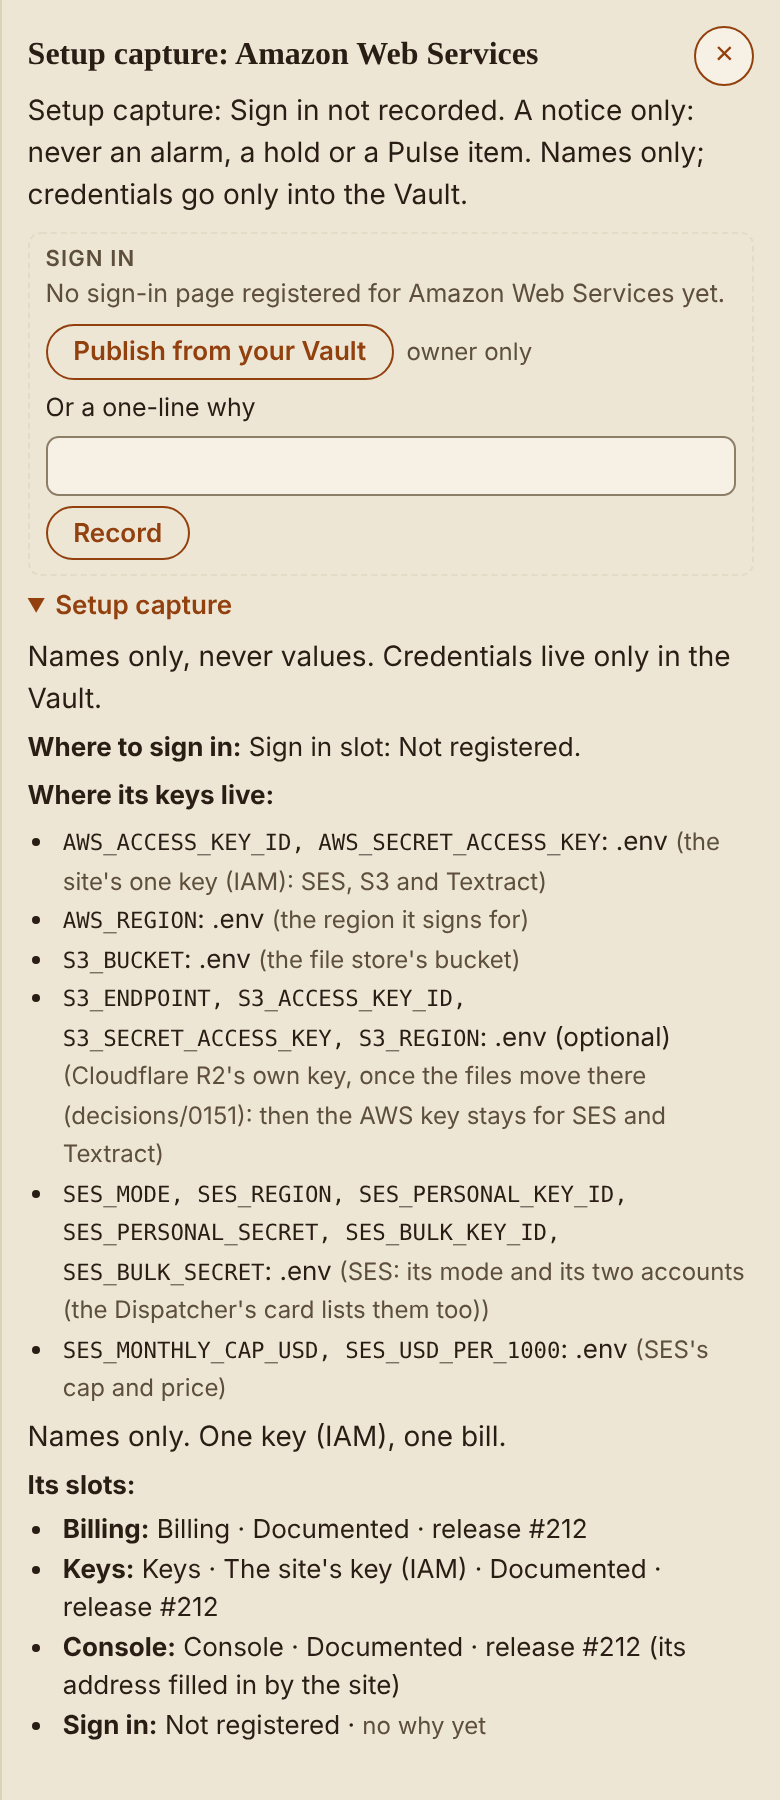 Setup capture: Amazon Web Services
×
Setup capture: Sign in not recorded. A notice only:
never an alarm, a hold or a Pulse item. Names only;
credentials go only into the Vault.
SIGN IN
No sign-in page registered for Amazon Web Services yet.
Publish from your Vault owner only
Or a one-line why
Record
▼ Setup capture
Names only, never values. Credentials live only in the
Vault.
Where to sign in: Sign in slot: Not registered.
Where its keys live:
• AWS_ACCESS_KEY_ID, AWS_SECRET_ACCESS_KEY: .env (the
site's one key (IAM): SES, S3 and Textract)
• AWS_REGION: .env (the region it signs for)
• S3_BUCKET: .env (the file store's bucket)
• S3_ENDPOINT, S3_ACCESS_KEY_ID,
S3_SECRET_ACCESS_KEY, S3_REGION: .env (optional)
(Cloudflare R2's own key, once the files move there
(decisions/0151): then the AWS key stays for SES and
Textract)
• SES_MODE, SES_REGION, SES_PERSONAL_KEY_ID,
SES_PERSONAL_SECRET, SES_BULK_KEY_ID,
SES_BULK_SECRET: .env (SES: its mode and its two accounts
(the Dispatcher's card lists them too))
• SES_MONTHLY_CAP_USD, SES_USD_PER_1000: .env (SES's
cap and price)
Names only. One key (IAM), one bill.
Its slots:
• Billing: Billing · Documented · release #212
• Keys: Keys · The site's key (IAM) · Documented ·
release #212
• Console: Console · Documented · release #212 (its
address filled in by the site)
• Sign in: Not registered · no why yet